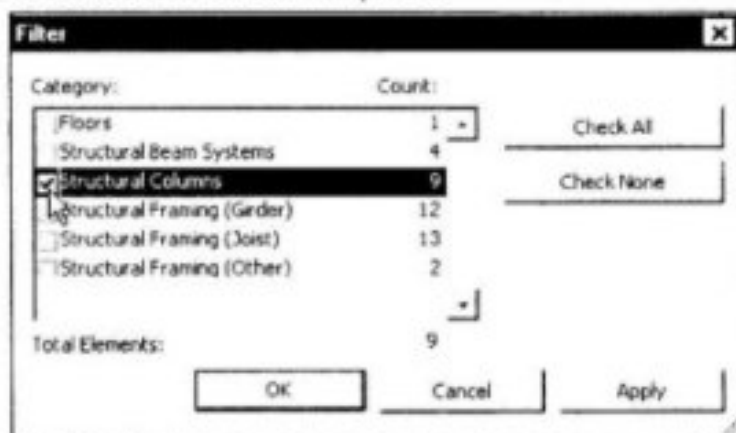 Filter
Category: Count:
Floors 1
Structural Beam Systems 4
Structural Columns 9
Structural Framing (Girder) 12
Structural Framing (Joist) 13
Structural Framing (Other) 2
Total Elements: 9
Check All
Check None
OK Cancel Apply